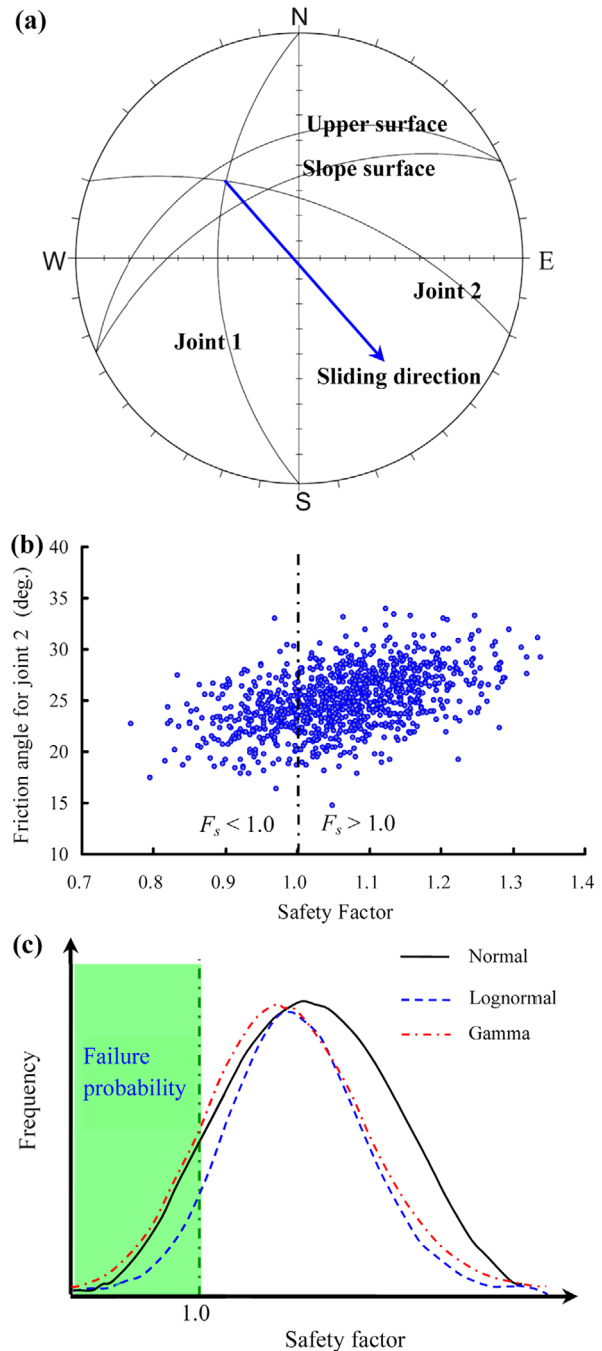 (a)
N
Upper surface
Slope surface
W
E
Joint 2
Joint 1
Sliding direction
S
(b)
40
35
30
25
20
15
10
Friction angle for joint 2 (deg.)
Fs < 1.0
Fs > 1.0
0.7 0.8 0.9 1.0 1.1 1.2 1.3 1.4
Safety Factor
(c)
Normal
Lognormal
Gamma
Failure
probability
Frequency
1.0
Safety factor